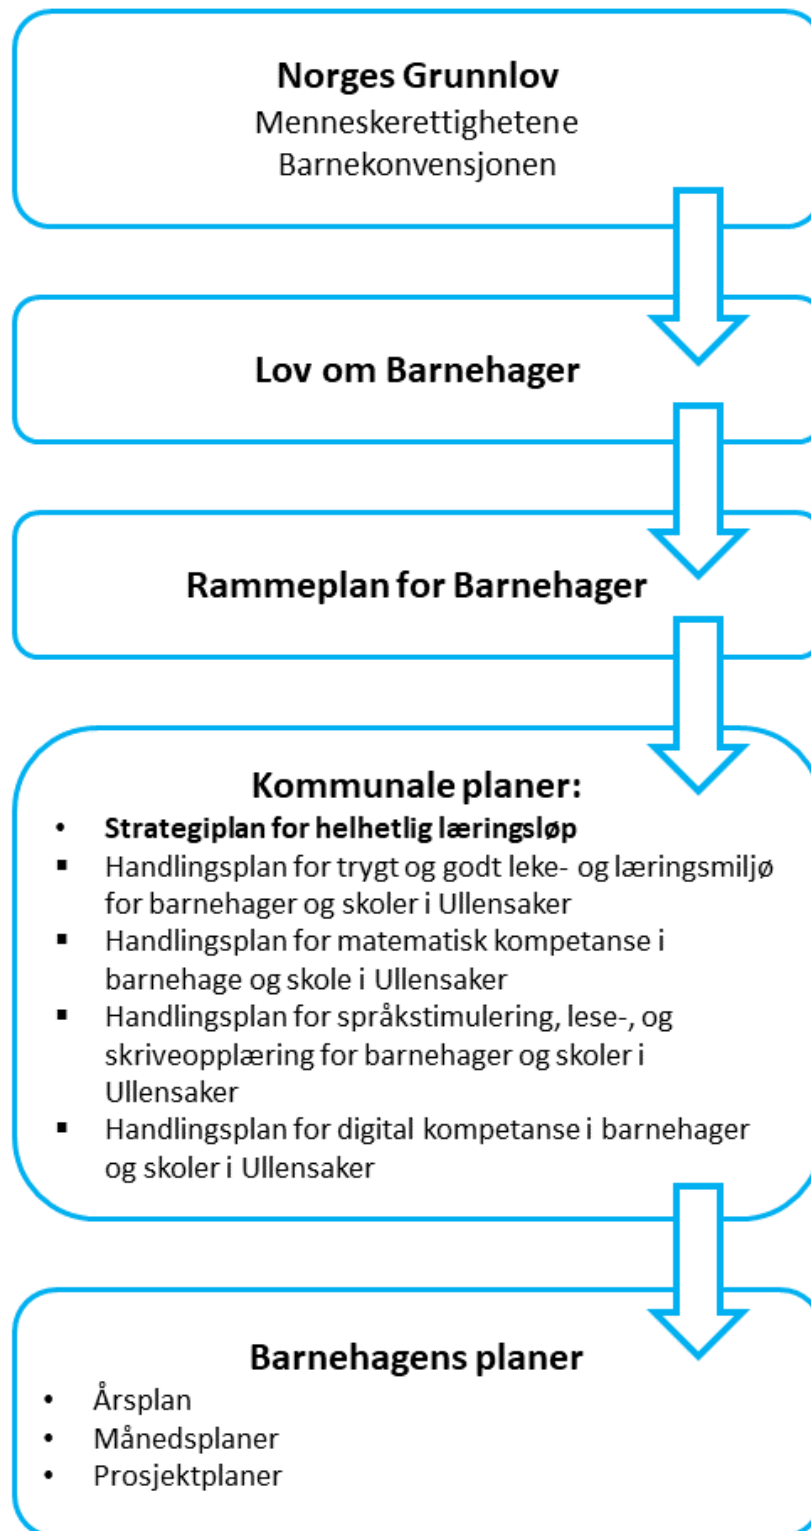 Norges Grunnlov
Menneskerettighetene
Barnekonvensjonen
Lov om Barnehager
Rammeplan for Barnehager
Kommunale planer:
• Strategiplan for helhetlig læringsløp
▪ Handlingsplan for trygt og godt leke- og læringsmiljø
for barnehager og skoler i Ullensaker
▪ Handlingsplan for matematisk kompetanse i
barnehage og skole i Ullensaker
▪ Handlingsplan for språkstimulering, lese-, og
skriveopplæring for barnehager og skoler i
Ullensaker
▪ Handlingsplan for digital kompetanse i barnehager
og skoler i Ullensaker
Barnehagens planer
• Årsplan
• Månedsplaner
• Prosjektplaner